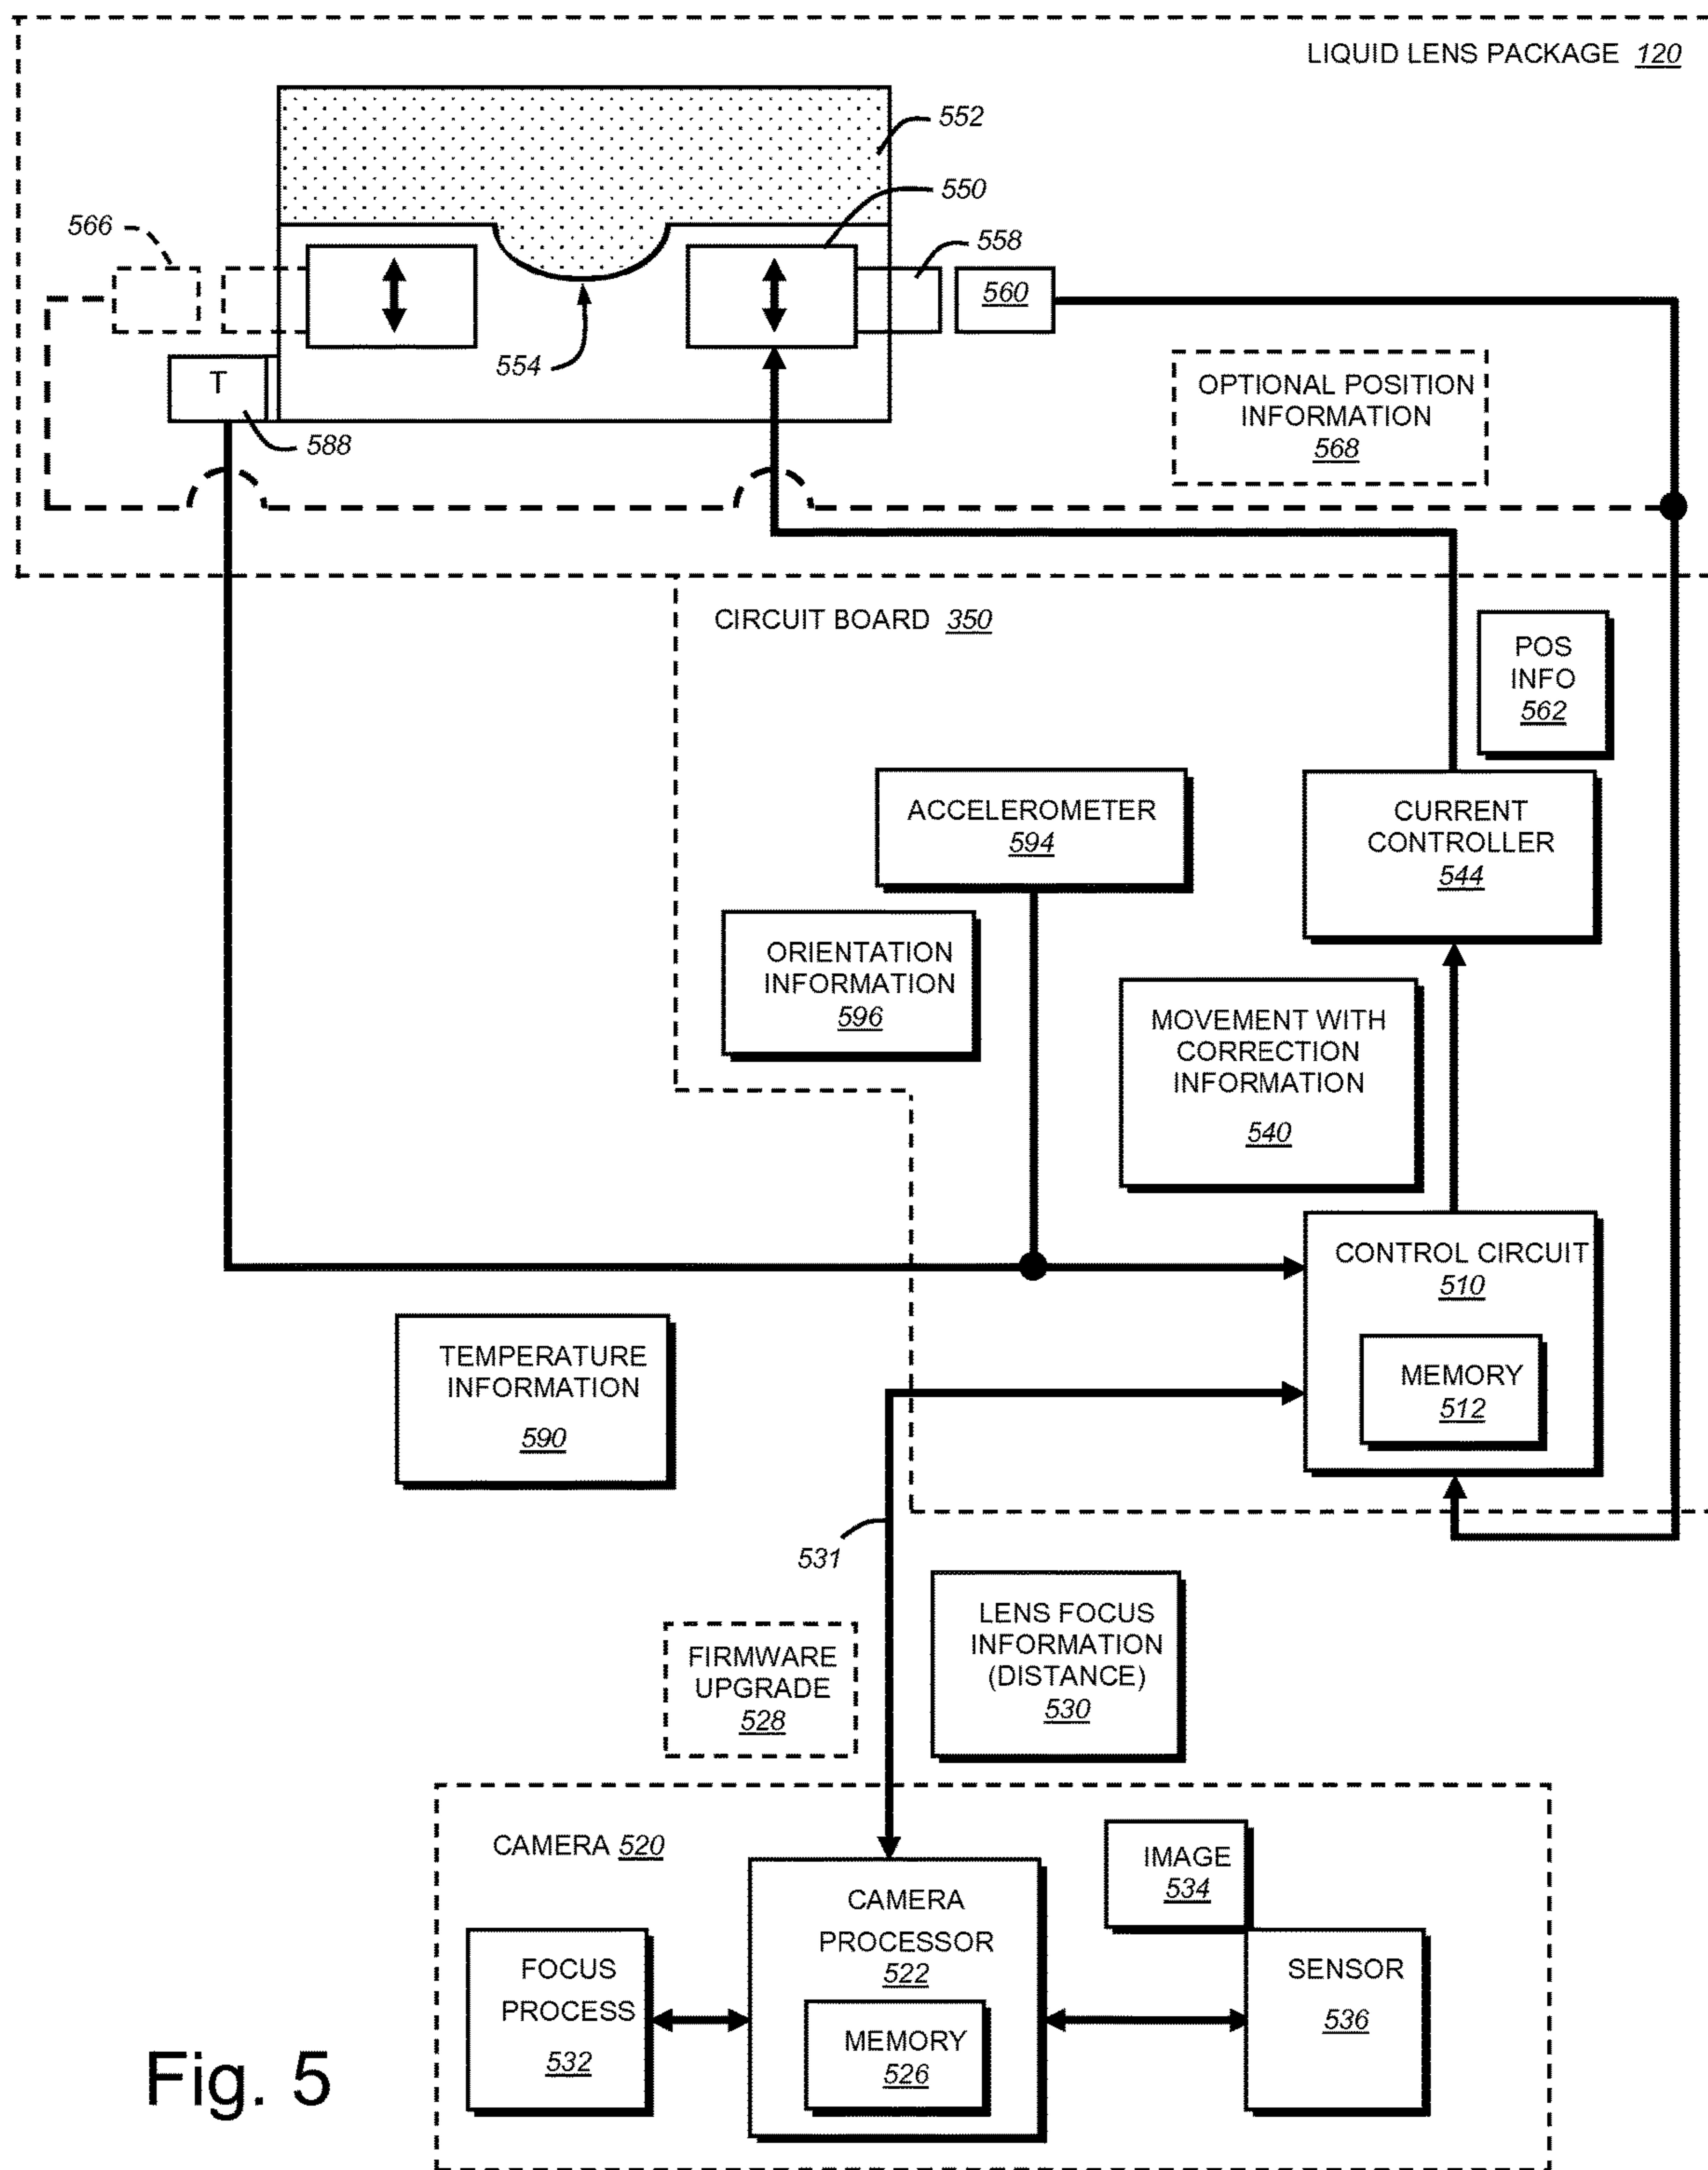 LIQUID LENS PACKAGE 120
552
550
566
558
560
554
T
588
OPTIONAL POSITION
INFORMATION
568
CIRCUIT BOARD 350
POS
INFO
562
ACCELEROMETER
594
CURRENT
CONTROLLER
544
ORIENTATION
INFORMATION
596
MOVEMENT WITH
CORRECTION
INFORMATION
540
CONTROL CIRCUIT
510
MEMORY
512
TEMPERATURE
INFORMATION
590
531
LENS FOCUS
INFORMATION
(DISTANCE)
530
FIRMWARE
UPGRADE
528
CAMERA 520
IMAGE
534
CAMERA
PROCESSOR
522
MEMORY
526
FOCUS
PROCESS
532
SENSOR
536
Fig. 5